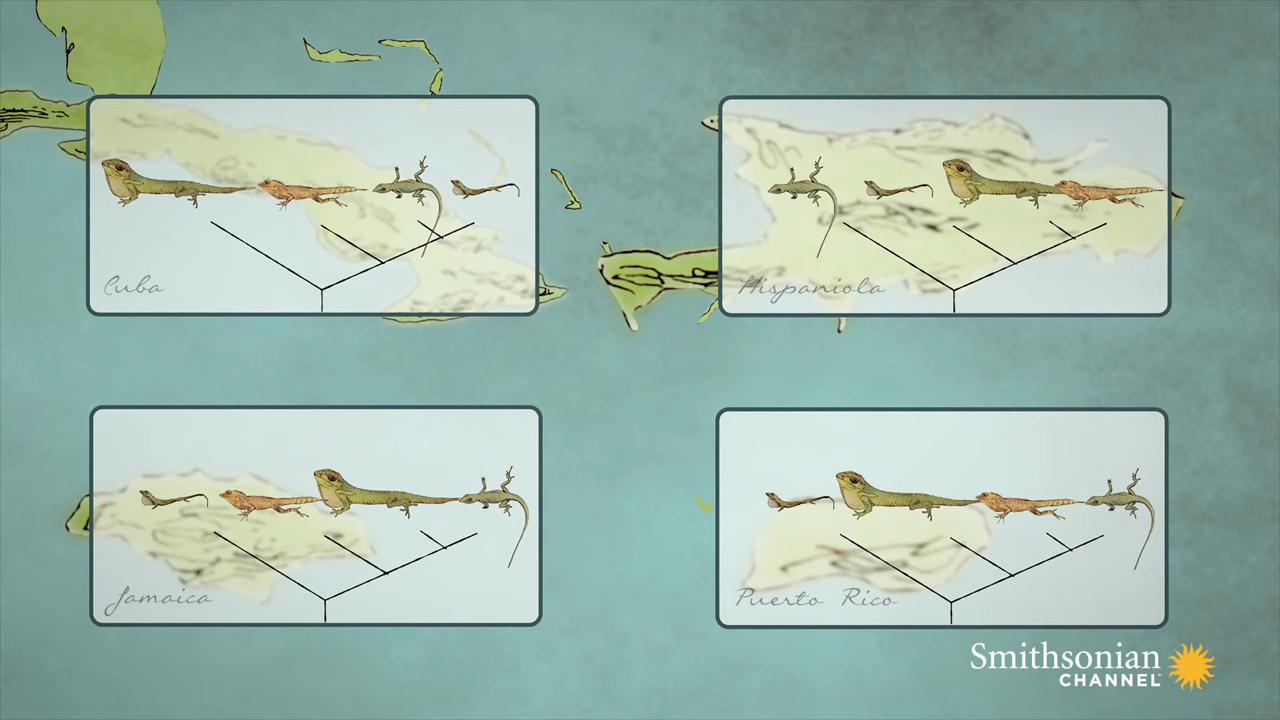 Cuba
Hispaniola
Jamaica
Puerto Rico
Smithsonian
CHANNEL